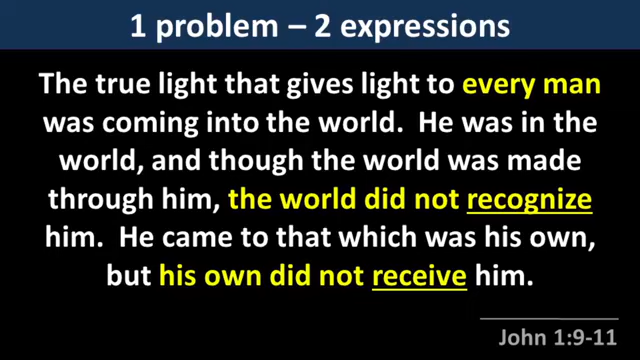 1 problem – 2 expressions
The true light that gives light to every man
was coming into the world.  He was in the
world, and though the world was made
through him, the world did not recognize
him.  He came to that which was his own,
but his own did not receive him.
John 1:9-11